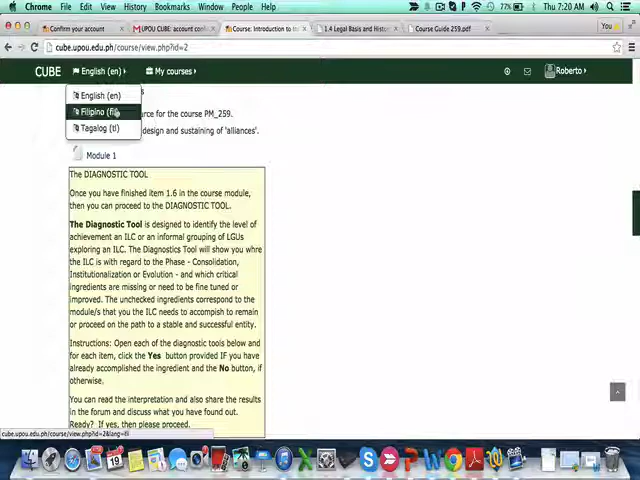 Chrome File Edit View History Bookmarks Window People Help
77% Thu 7:20 AM
Confirm your account
M UPOU CUBE: account conf
Course: Introduction to
1.4 Legal Basis and Hist
Course Guide 259.pdf
You
cube.upou.edu.ph/course/view.php?id=2
CUBE English (en) My courses Roberto
English (en)
Filipino (fil)
Tagalog (tl)
rce for the course PM_259.
design and sustaining of 'alliances'.
Module 1
The DIAGNOSTIC TOOL
Once you have finished item 1.6 in the course module,
then you can proceed to the DIAGNOSTIC TOOL.
The Diagnostic Tool is designed to identify the level of
achievement an ILC or an informal grouping of LGUs
exploring an ILC. The Diagnostics Tool will show you whre
the ILC is with regard to the Phase - Consolidation,
Institutionalization or Evolution - and which critical
ingredients are missing or need to be fine tuned or
improved. The unchecked ingredients correspond to the
module/s that you the ILC needs to accompish to remain
or proceed on the path to a stable and successful entity.
Instructions: Open each of the diagnostic tools below and
for each item, click the Yes button provided IF you have
already accomplished the ingredient and the No button, if
otherwise.
You can read the interpretation and also share the results
in the forum and discuss what you have found out.
Ready? If yes, then please proceed.
cube.upou.edu.ph/course/view.php?id=2&lang=fil
19